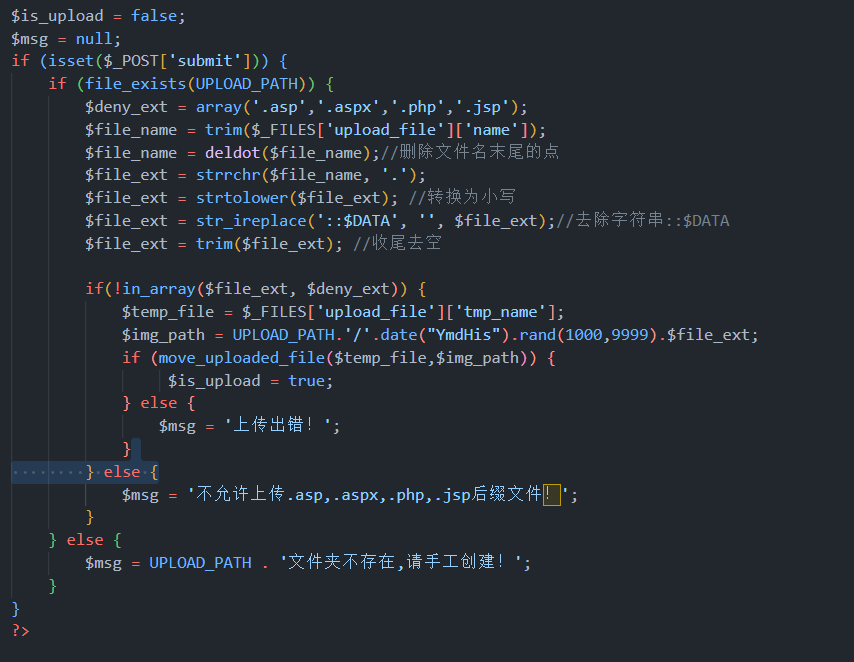 $is_upload = false;
$msg = null;
if (isset($_POST['submit'])) {
    if (file_exists(UPLOAD_PATH)) {
        $deny_ext = array('.asp','.aspx','.php','.jsp');
        $file_name = trim($_FILES['upload_file']['name']);
        $file_name = deldot($file_name);//删除文件名末尾的点
        $file_ext = strrchr($file_name, '.');
        $file_ext = strtolower($file_ext); //转换为小写
        $file_ext = str_ireplace('::$DATA', '', $file_ext);//去除字符串::$DATA
        $file_ext = trim($file_ext); //收尾去空

        if(!in_array($file_ext, $deny_ext)) {
            $temp_file = $_FILES['upload_file']['tmp_name'];
            $img_path = UPLOAD_PATH.'/'.date("YmdHis").rand(1000,9999).$file_ext;
            if (move_uploaded_file($temp_file,$img_path)) {
                 $is_upload = true;
            } else {
                $msg = '上传出错！';
            }
        } else {
            $msg = '不允许上传.asp,.aspx,.php,.jsp后缀文件！';
        }
    } else {
        $msg = UPLOAD_PATH . '文件夹不存在,请手工创建！';
    }
}
?>